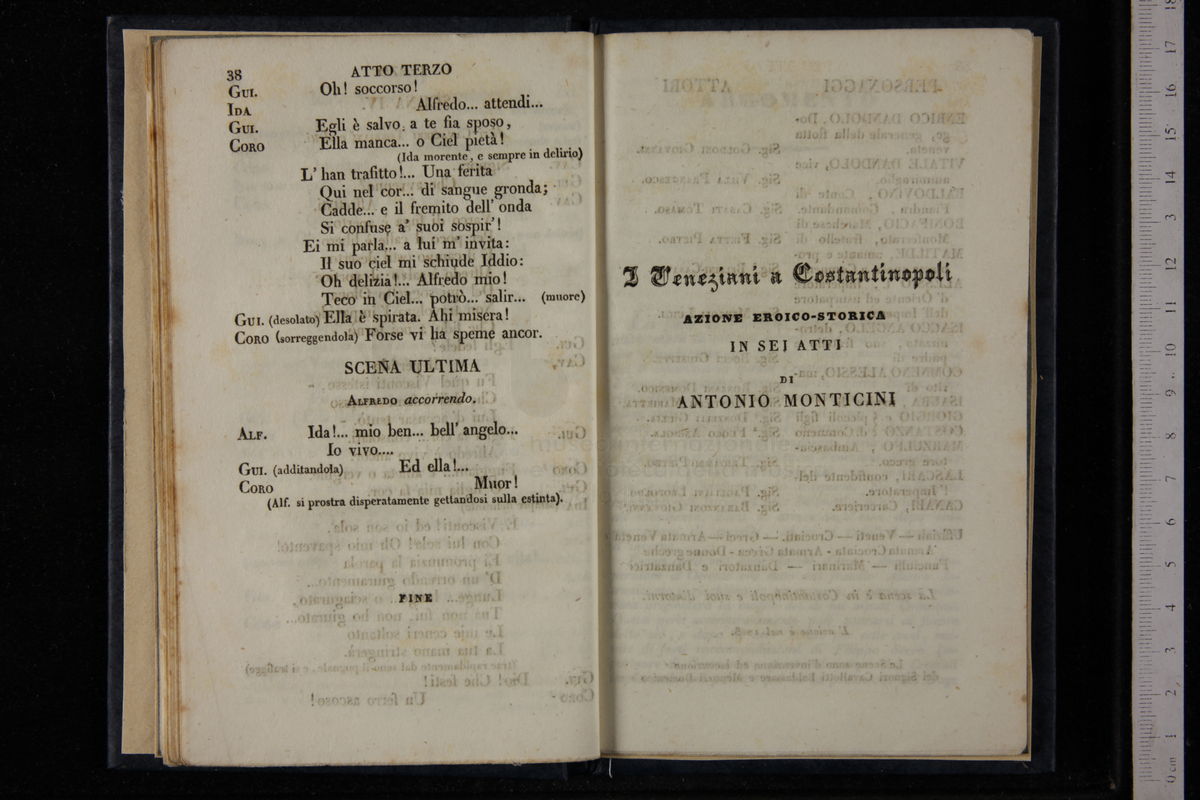 38 ATTO TERZO
GUI. Oh! soccorso!
IDA Alfredo... attendi...
GUI. Egli è salvo, a te fia sposo,
CORO Ella manca... o Ciel pietà!
(Ida morente, e sempre in delirio)
L' han trafitto!... Una ferita
Qui nel cor... di sangue gronda;
Cadde... e il fremito dell' onda
Si confuse a' suoi sospir'!
Ei mi parla... a lui m' invita:
Il suo ciel mi schiude Iddio:
Oh delizia!... Alfredo mio!
Teco in Ciel... potrò... salir... (muore)
GUI. (desolato) Ella è spirata. Ahi misera!
CORO (sorreggendola) Forse vi ha speme ancor.
SCENA ULTIMA
ALFREDO accorrendo.
ALF. Ida!... mio ben... bell' angelo...
Io vivo....
GUI. (additandola) Ed ella!...
CORO Muor!
(Alf. si prostra disperatamente gettandosi sulla estinta).
FINE
I Veneziani a Costantinopoli
AZIONE EROICO-STORICA
IN SEI ATTI
DI
ANTONIO MONTICINI